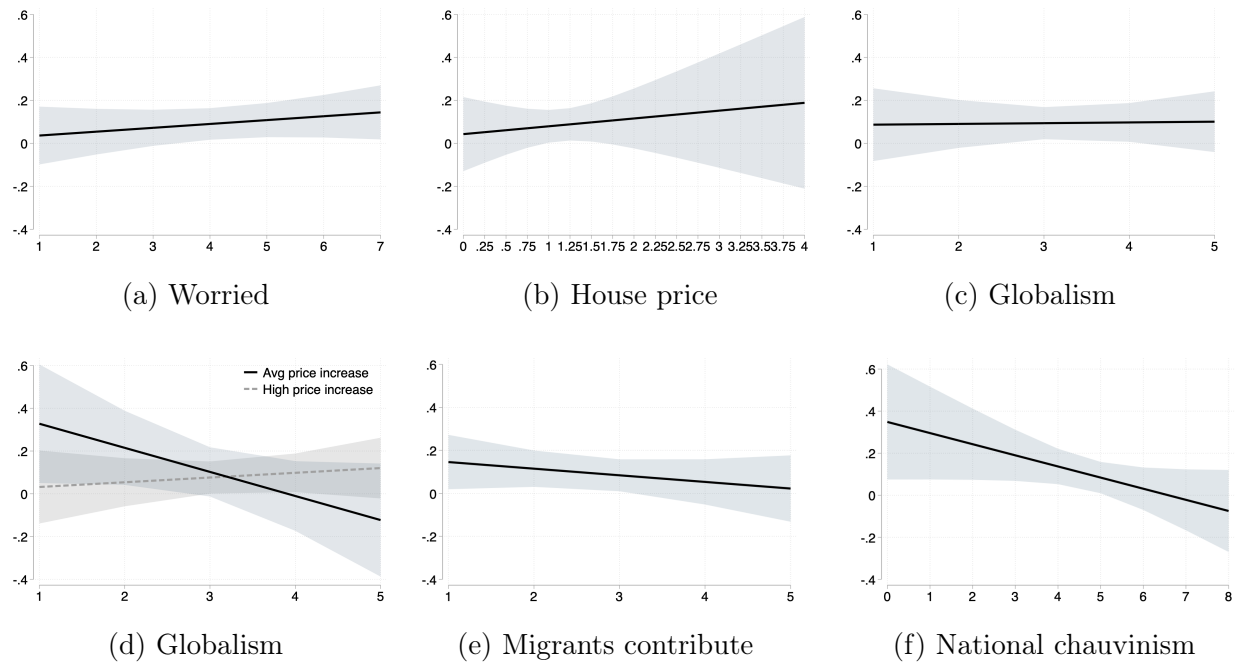 .6
.4
.2
0
-.2
-.4
1 2 3 4 5 6 7
(a) Worried
.6
.4
.2
0
-.2
-.4
0 .25 .5 .75 1 1.25 1.5 1.75 2 2.25 2.5 2.75 3 3.25 3.5 3.75 4
(b) House price
.6
.4
.2
0
-.2
-.4
1 2 3 4 5
(c) Globalism
.6
.4
.2
0
-.2
-.4
Avg price increase
High price increase
1 2 3 4 5
(d) Globalism
.6
.4
.2
0
-.2
-.4
1 2 3 4 5
(e) Migrants contribute
.6
.4
.2
0
-.2
-.4
0 1 2 3 4 5 6 7 8
(f) National chauvinism